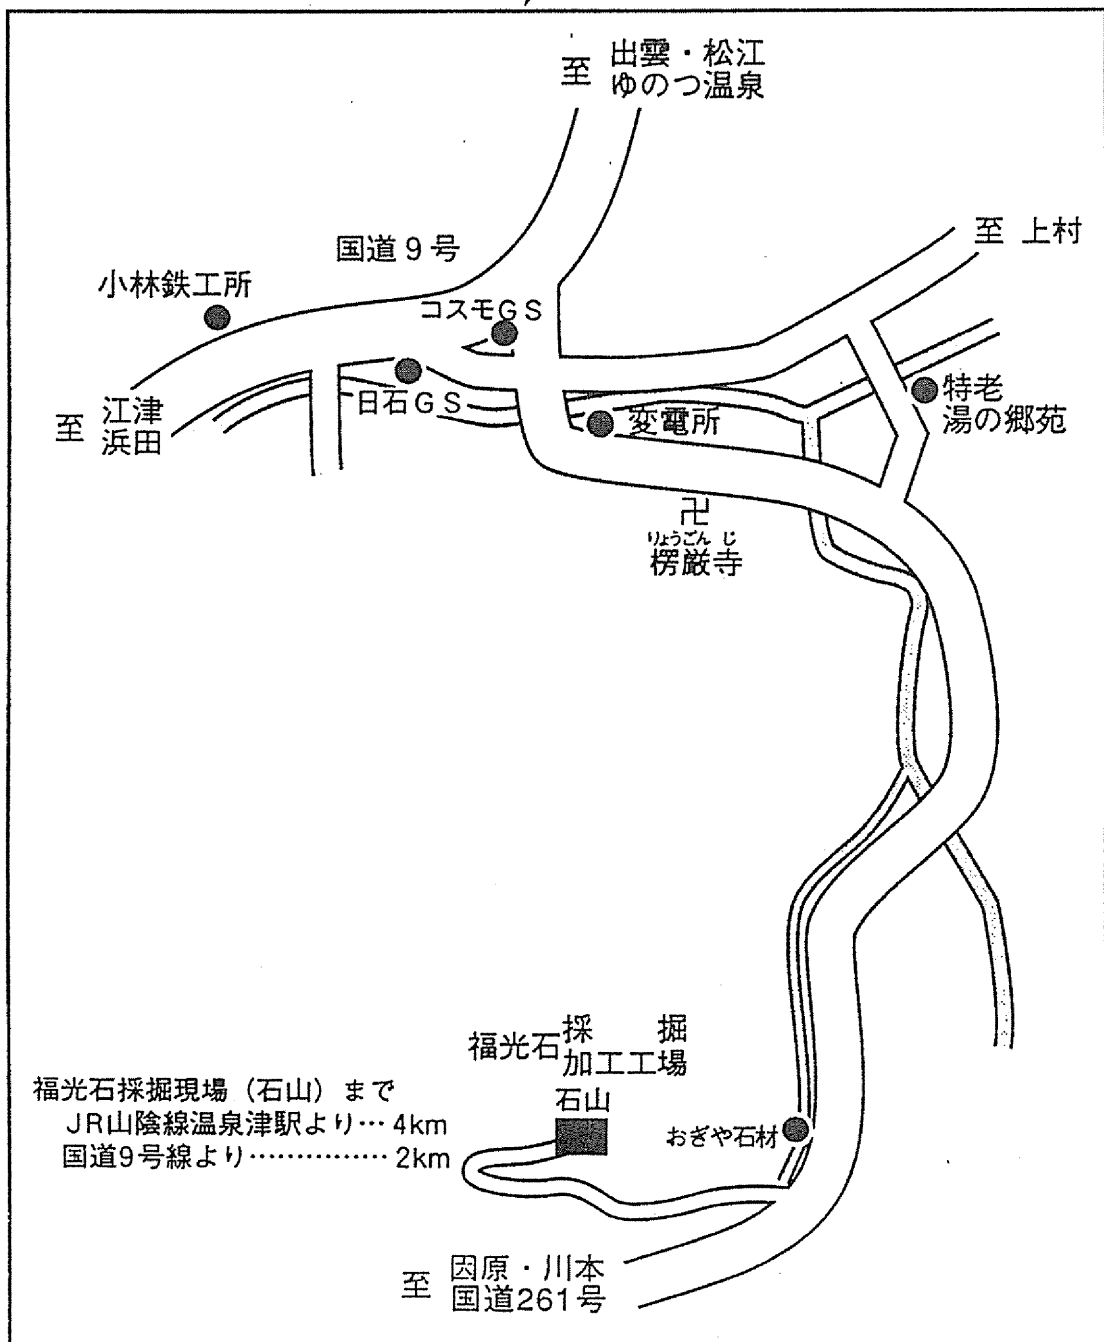 至 出雲・松江
ゆのつ温泉
国道9号
至 上村
小林鉄工所
コスモGS
日石GS
至 江津
浜田
変電所
特老
湯の郷苑
卍
りょうごん じ
楞厳寺
福光石 採 掘
加工工場
石山
福光石採掘現場(石山)まで
JR山陰線温泉津駅より…4km
国道9号線より……………2km
おぎや石材
至 因原・川本
国道261号